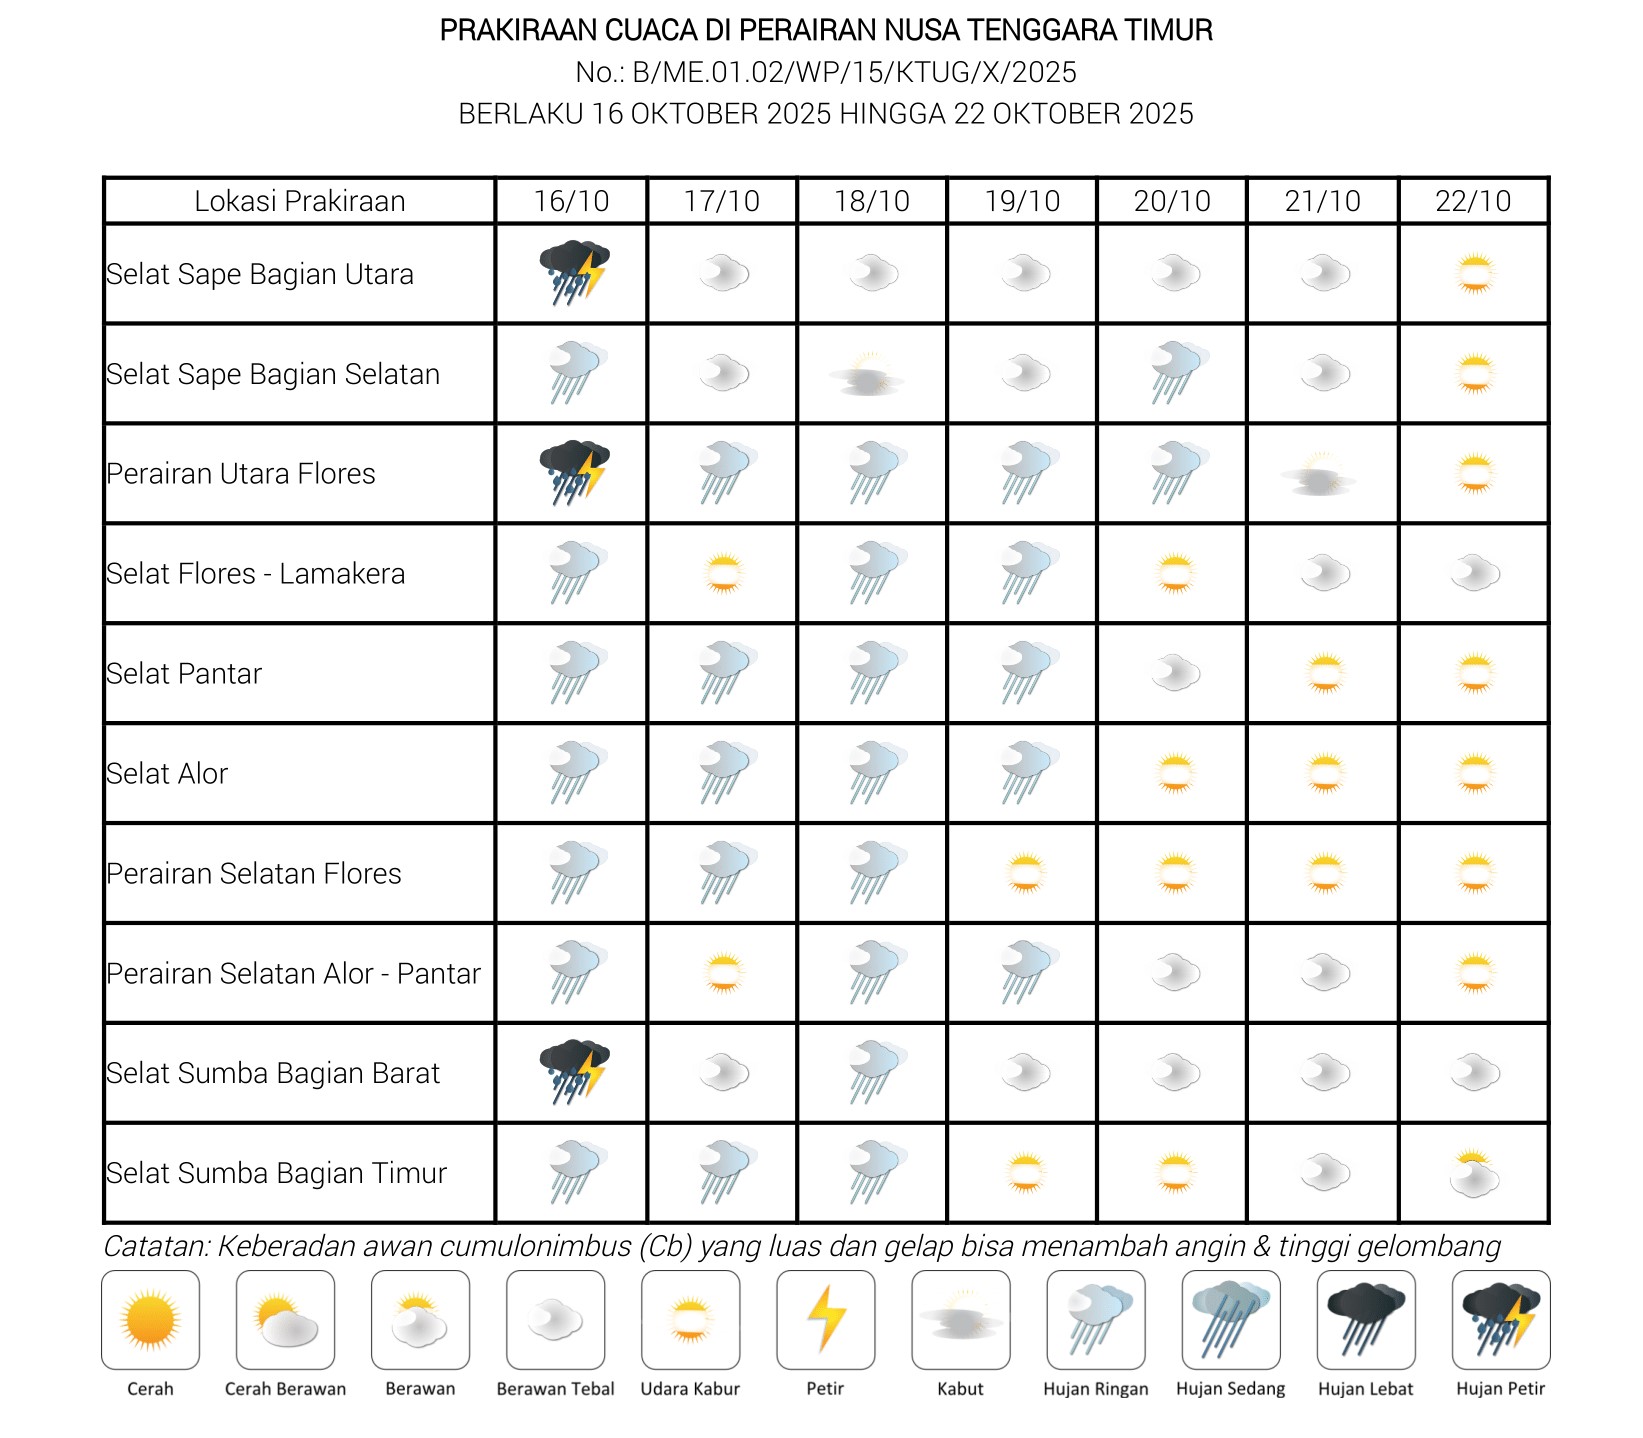 PRAKIRAAN CUACA DI PERAIRAN NUSA TENGGARA TIMUR
No.: B/ME.01.02/WP/15/KTUG/X/2025
BERLAKU 16 OKTOBER 2025 HINGGA 22 OKTOBER 2025
Lokasi Prakiraan 16/10 17/10 18/10 19/10 20/10 21/10 22/10
Selat Sape Bagian Utara
Selat Sape Bagian Selatan
Perairan Utara Flores
Selat Flores - Lamakera
Selat Pantar
Selat Alor
Perairan Selatan Flores
Perairan Selatan Alor - Pantar
Selat Sumba Bagian Barat
Selat Sumba Bagian Timur
Catatan: Keberadan awan cumulonimbus (Cb) yang luas dan gelap bisa menambah angin & tinggi gelombang
Cerah Cerah Berawan Berawan Berawan Tebal Udara Kabur Petir Kabut Hujan Ringan Hujan Sedang Hujan Lebat Hujan Petir